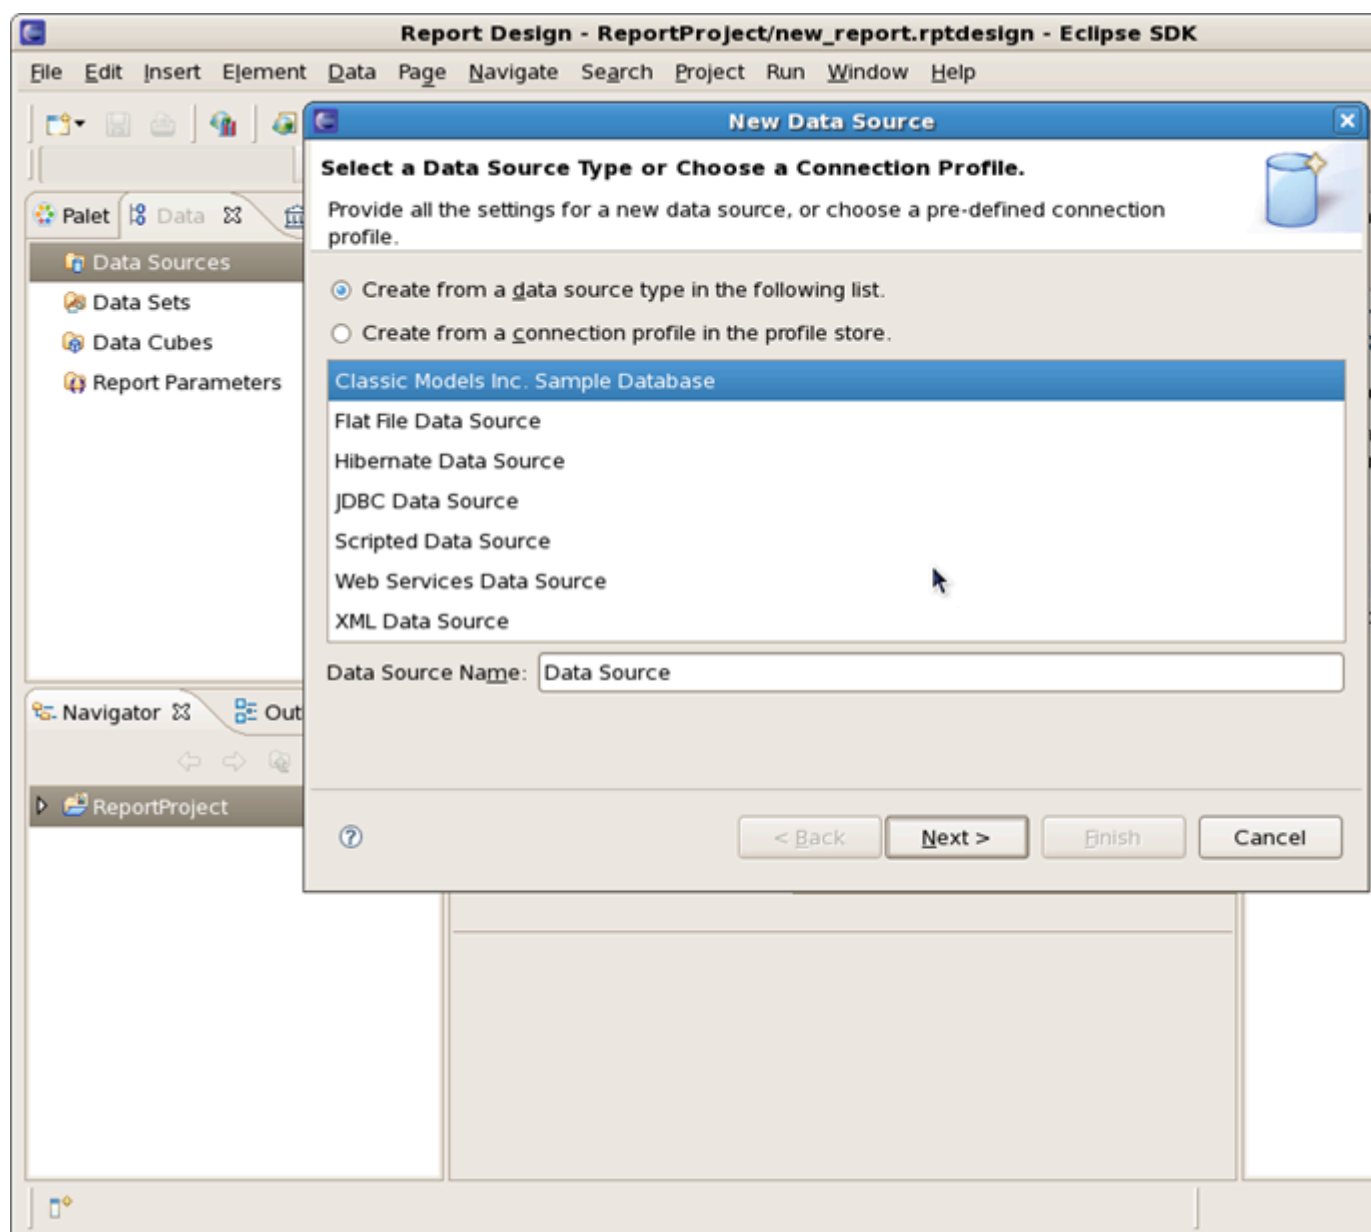 Report Design - ReportProject/new_report.rptdesign - Eclipse SDK
File Edit Insert Element Data Page Navigate Search Project Run Window Help
New Data Source
Select a Data Source Type or Choose a Connection Profile.
Provide all the settings for a new data source, or choose a pre-defined connection
profile.
Palet Data
Data Sources
Data Sets
Data Cubes
Report Parameters
Create from a data source type in the following list.
Create from a connection profile in the profile store.
Classic Models Inc. Sample Database
Flat File Data Source
Hibernate Data Source
JDBC Data Source
Scripted Data Source
Web Services Data Source
XML Data Source
Data Source Name: Data Source
Navigator Out
ReportProject
?
< Back Next > Finish Cancel